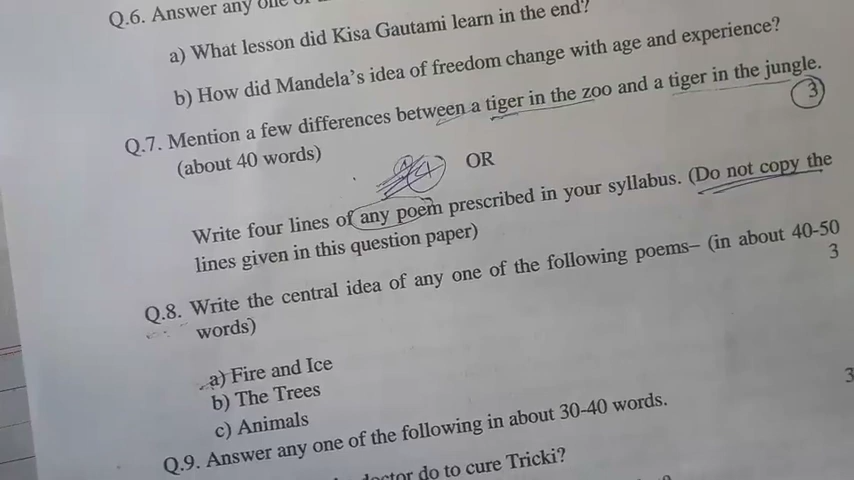 Q.6. Answer any one of
a) What lesson did Kisa Gautami learn in the end?
b) How did Mandela's idea of freedom change with age and experience?
Q.7. Mention a few differences between a tiger in the zoo and a tiger in the jungle.
(about 40 words) 3
OR
Write four lines of any poem prescribed in your syllabus. (Do not copy the
lines given in this question paper)
Q.8. Write the central idea of any one of the following poems– (in about 40-50
words) 3
a) Fire and Ice
b) The Trees
c) Animals
3
Q.9. Answer any one of the following in about 30-40 words.
doctor do to cure Tricki?